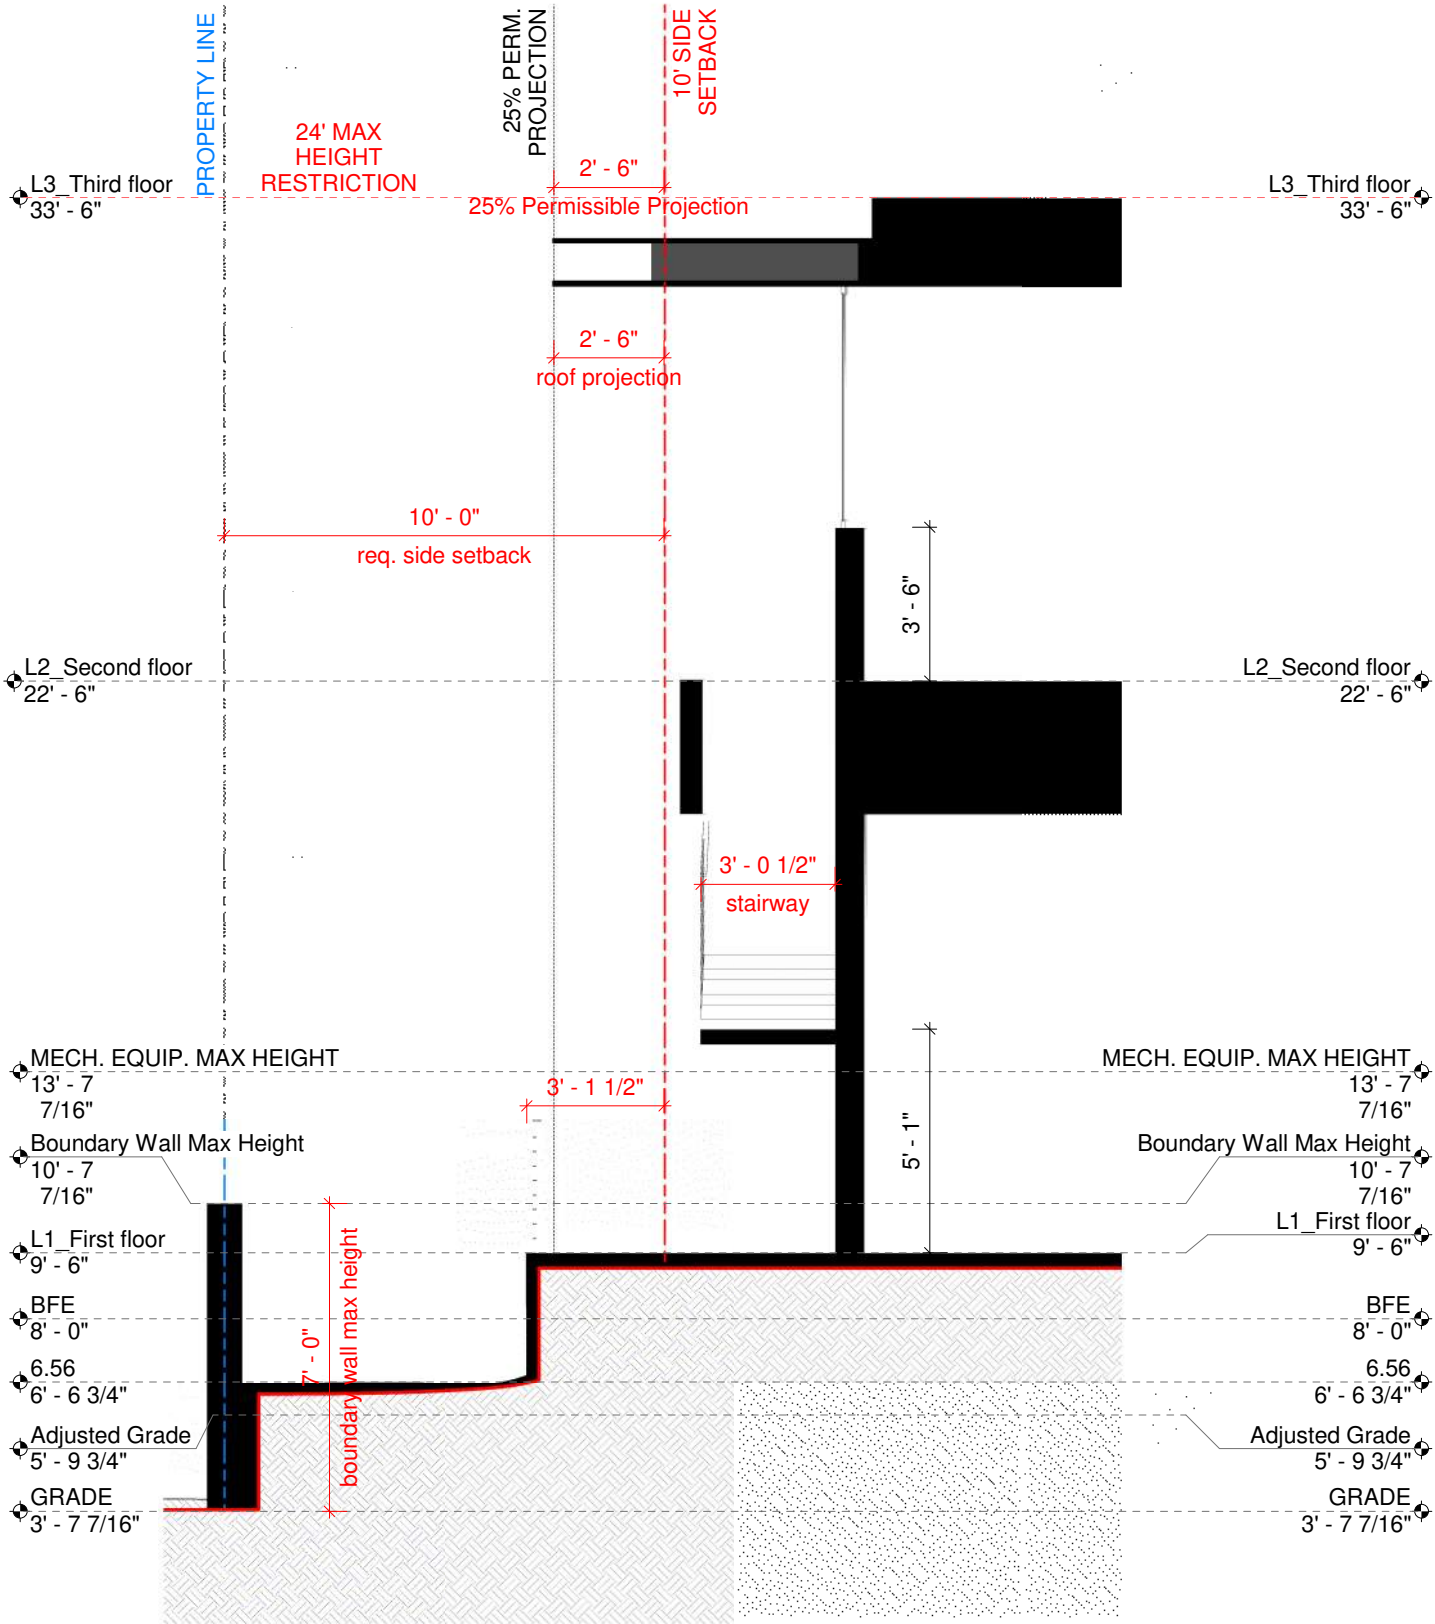 PROPERTY LINE
25% PERM.
PROJECTION
10' SIDE
SETBACK
24' MAX
HEIGHT
RESTRICTION
2' - 6"
25% Permissible Projection
L3_Third floor
33' - 6"
L3_Third floor
33' - 6"
2' - 6"
roof projection
10' - 0"
req. side setback
3' - 6"
L2_Second floor
22' - 6"
L2_Second floor
22' - 6"
3' - 0 1/2"
stairway
MECH. EQUIP. MAX HEIGHT
13' - 7
7/16"
3' - 1 1/2"
5' - 1"
MECH. EQUIP. MAX HEIGHT
13' - 7
7/16"
Boundary Wall Max Height
10' - 7
7/16"
Boundary Wall Max Height
10' - 7
7/16"
L1_First floor
9' - 6"
L1_First floor
9' - 6"
7' - 0"
boundary wall max height
BFE
8' - 0"
BFE
8' - 0"
6.56
6' - 6 3/4"
6.56
6' - 6 3/4"
Adjusted Grade
5' - 9 3/4"
Adjusted Grade
5' - 9 3/4"
GRADE
3' - 7 7/16"
GRADE
3' - 7 7/16"